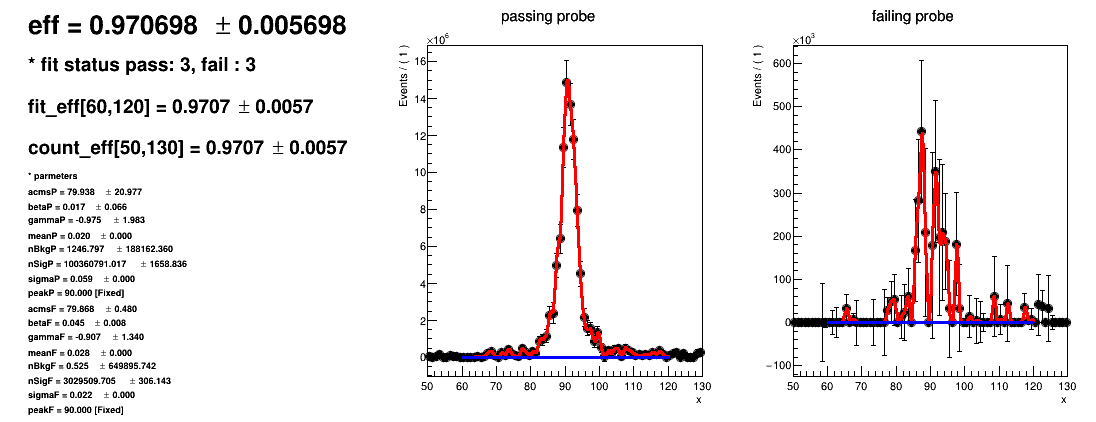 eff = 0.970698 ± 0.005698
* fit status pass: 3, fail : 3
fit_eff[60,120] = 0.9707 ± 0.0057
count_eff[50,130] = 0.9707 ± 0.0057
* parmeters
acmsP = 79.938 ± 20.977
betaP = 0.017 ± 0.066
gammaP = -0.975 ± 1.983
meanP = 0.020 ± 0.000
nBkgP = 1246.797 ± 188162.360
nSigP = 100360791.017 ± 1658.836
sigmaP = 0.059 ± 0.000
peakP = 90.000 [Fixed]
acmsF = 79.868 ± 0.480
betaF = 0.045 ± 0.008
gammaF = -0.907 ± 1.340
meanF = 0.028 ± 0.000
nBkgF = 0.525 ± 649895.742
nSigF = 3029509.705 ± 306.143
sigmaF = 0.022 ± 0.000
peakF = 90.000 [Fixed]
passing probe
×10⁶
Events / ( 1 )
16
14
12
10
8
6
4
2
0
50 60 70 80 90 100 110 120 130
x
failing probe
×10³
Events / ( 1 )
600
500
400
300
200
100
0
−100
50 60 70 80 90 100 110 120 130
x